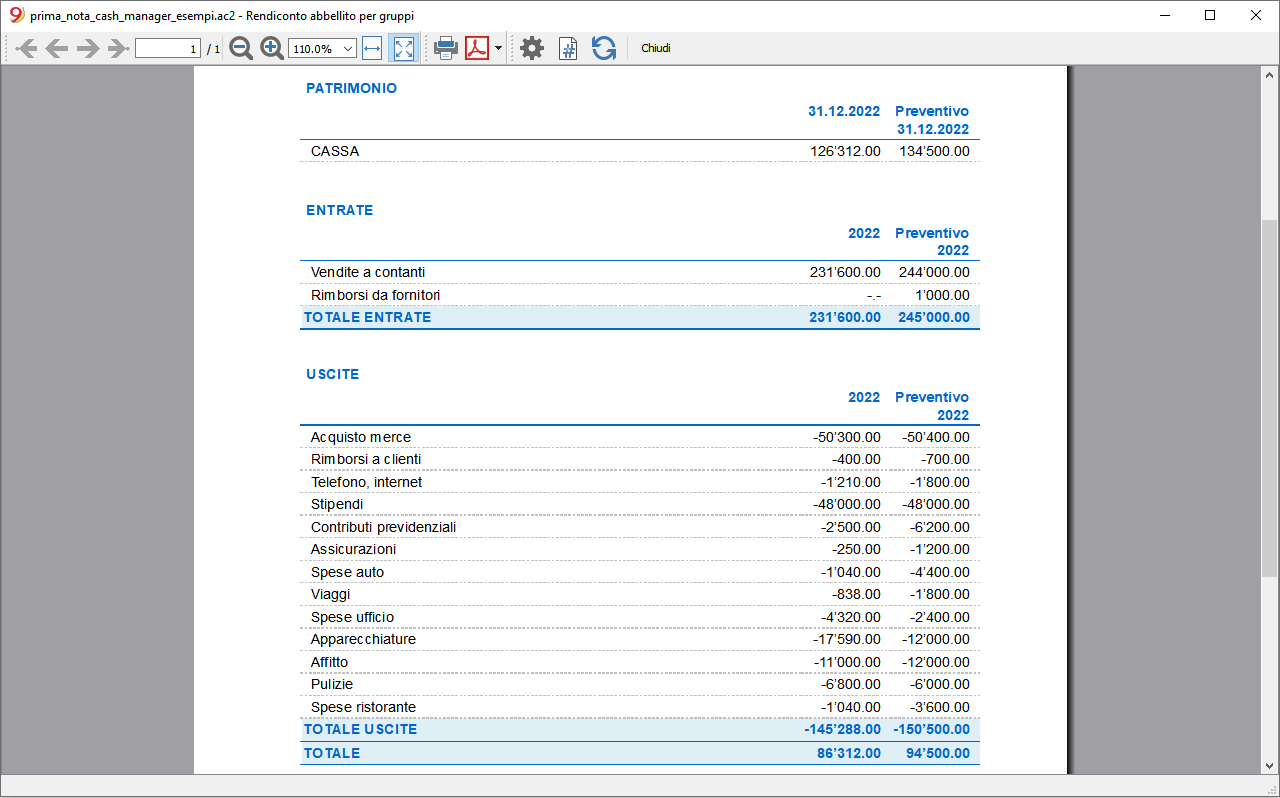 prima_nota_cash_manager_esempi.ac2 - Rendiconto abbellito per gruppi
1 / 1 110.0% Chiudi
PATRIMONIO
31.12.2022 Preventivo
31.12.2022
CASSA 126’312.00 134’500.00
ENTRATE
2022 Preventivo
2022
Vendite a contanti 231’600.00 244’000.00
Rimborsi da fornitori -.- 1’000.00
TOTALE ENTRATE 231’600.00 245’000.00
USCITE
2022 Preventivo
2022
Acquisto merce -50’300.00 -50’400.00
Rimborsi a clienti -400.00 -700.00
Telefono, internet -1’210.00 -1’800.00
Stipendi -48’000.00 -48’000.00
Contributi previdenziali -2’500.00 -6’200.00
Assicurazioni -250.00 -1’200.00
Spese auto -1’040.00 -4’400.00
Viaggi -838.00 -1’800.00
Spese ufficio -4’320.00 -2’400.00
Apparecchiature -17’590.00 -12’000.00
Affitto -11’000.00 -12’000.00
Pulizie -6’800.00 -6’000.00
Spese ristorante -1’040.00 -3’600.00
TOTALE USCITE -145’288.00 -150’500.00
TOTALE 86’312.00 94’500.00